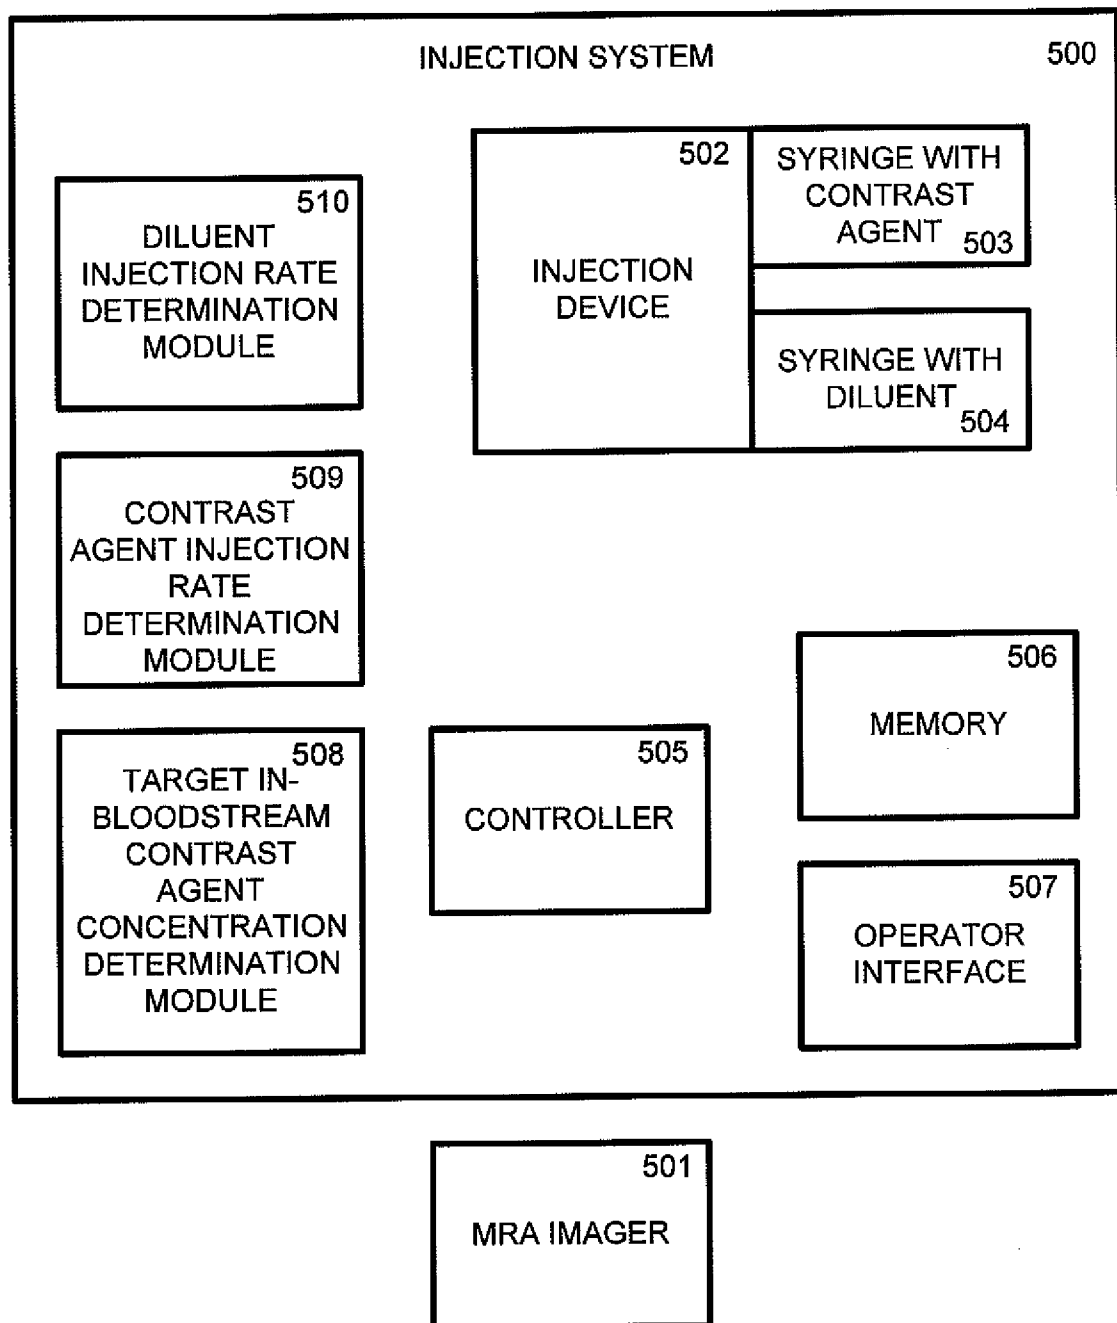 INJECTION SYSTEM 500
502
INJECTION
DEVICE
SYRINGE WITH
CONTRAST
AGENT 503
SYRINGE WITH
DILUENT
504
510
DILUENT
INJECTION RATE
DETERMINATION
MODULE
509
CONTRAST
AGENT INJECTION
RATE
DETERMINATION
MODULE
508
TARGET IN-
BLOODSTREAM
CONTRAST
AGENT
CONCENTRATION
DETERMINATION
MODULE
505
CONTROLLER
506
MEMORY
507
OPERATOR
INTERFACE
501
MRA IMAGER